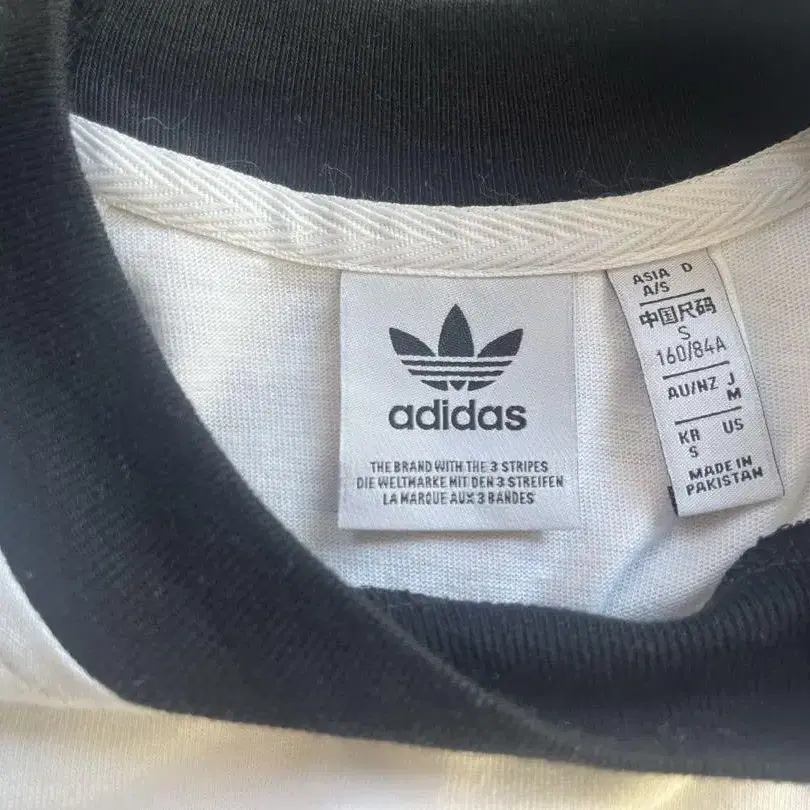 adidas
THE BRAND WITH THE 3 STRIPES
DIE WELTMARKE MIT DEN 3 STREIFEN
LA MARQUE AUX 3 BANDES
ASIA D
A/S
中国尺码
S
160/84A
AU/NZ J
M
KR US
S
MADE IN
PAKISTAN